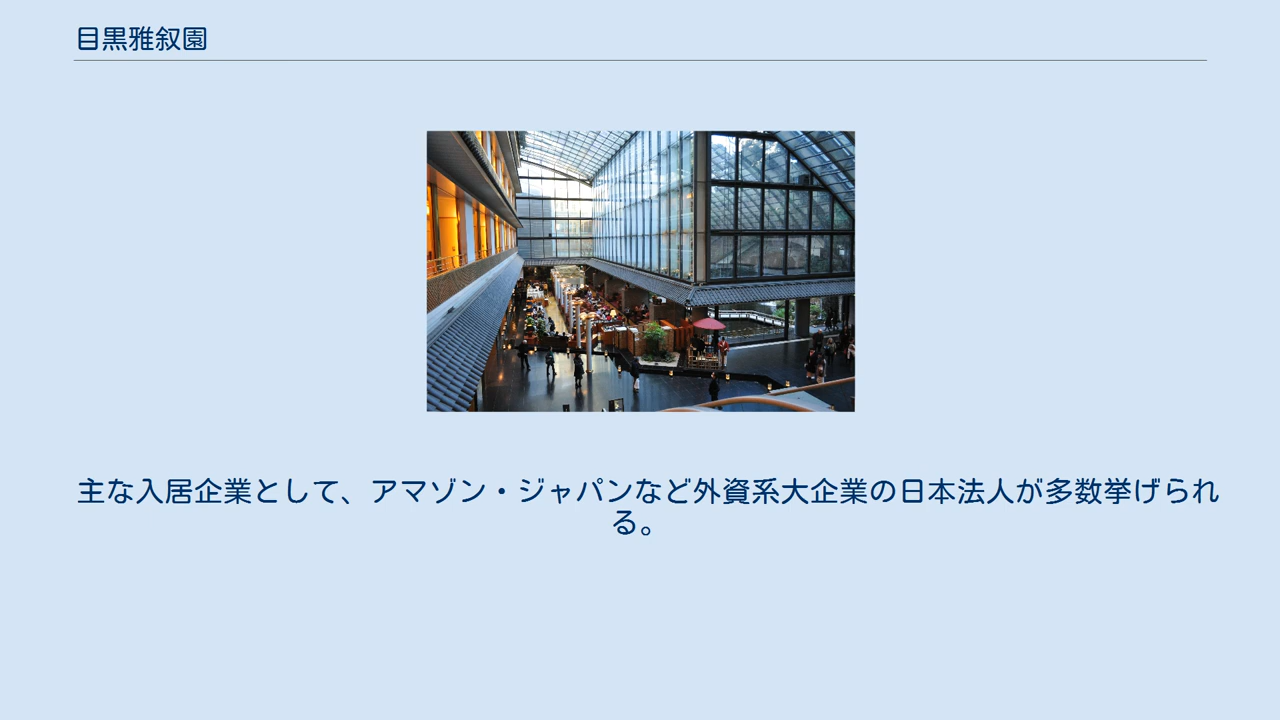 目黒雅叙園
主な入居企業として、アマゾン・ジャパンなど外資系大企業の日本法人が多数挙げられ
る。